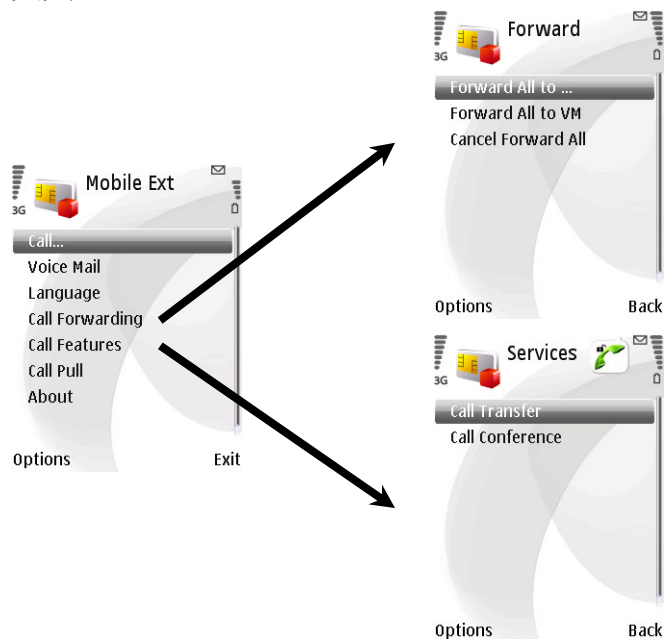 Mobile Ext
3G
Call...
Voice Mail
Language
Call Forwarding
Call Features
Call Pull
About
Options Exit
Forward
3G
Forward All to ...
Forward All to VM
Cancel Forward All
Options Back
Services
3G
Call Transfer
Call Conference
Options Back